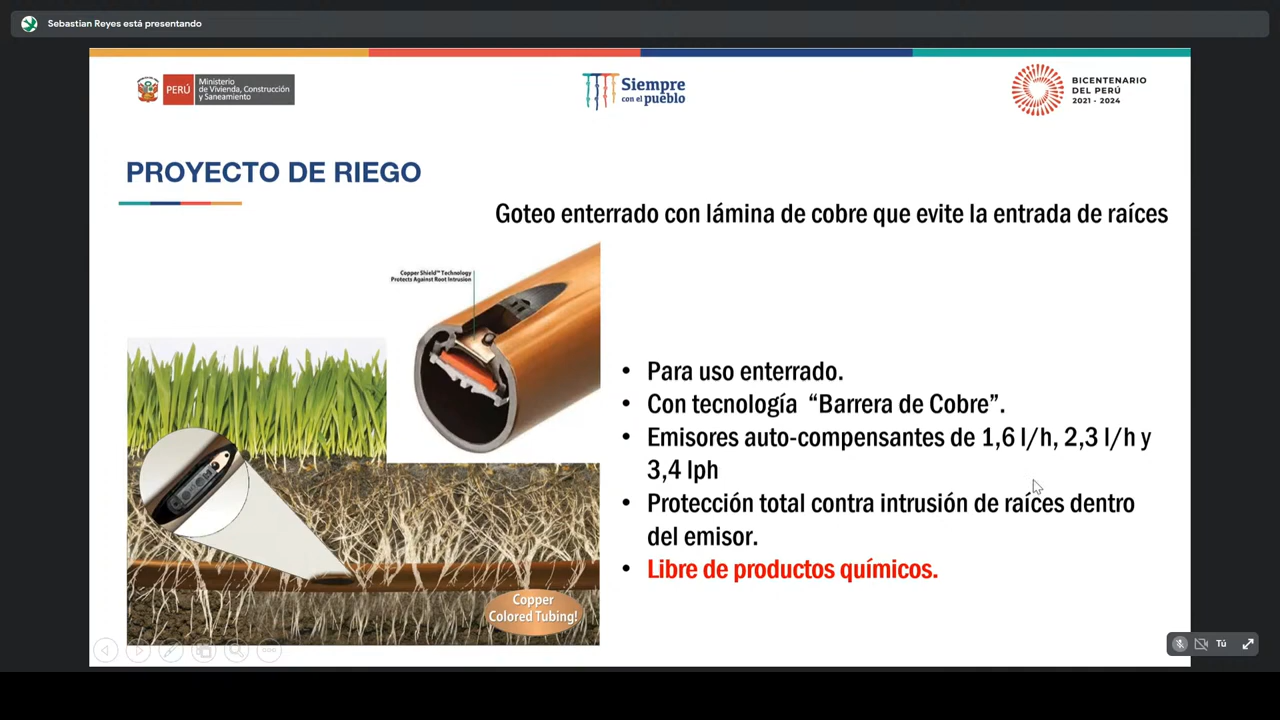 Sebastian Reyes está presentando
PERÚ
Ministerio
de Vivienda, Construcción
y Saneamiento
Siempre
con el pueblo
BICENTENARIO
DEL PERÚ
2021 - 2024
PROYECTO DE RIEGO
Goteo enterrado con lámina de cobre que evite la entrada de raíces
Copper Shield™ Technology
Protects Against Root Intrusion
• Para uso enterrado.
• Con tecnología “Barrera de Cobre”.
• Emisores auto-compensantes de 1,6 l/h, 2,3 l/h y
3,4 lph
• Protección total contra intrusión de raíces dentro
del emisor.
• Libre de productos químicos.
Copper
Colored Tubing!
Tú